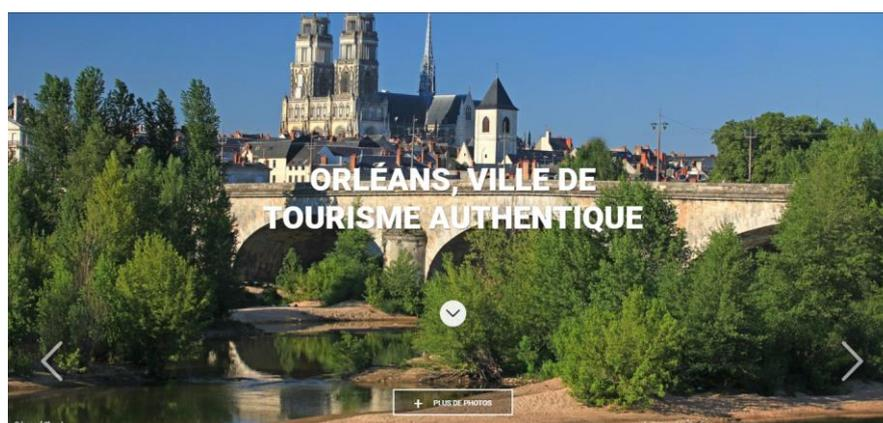 ORLÉANS, VILLE DE
TOURISME AUTHENTIQUE
+ PLUS DE PHOTOS